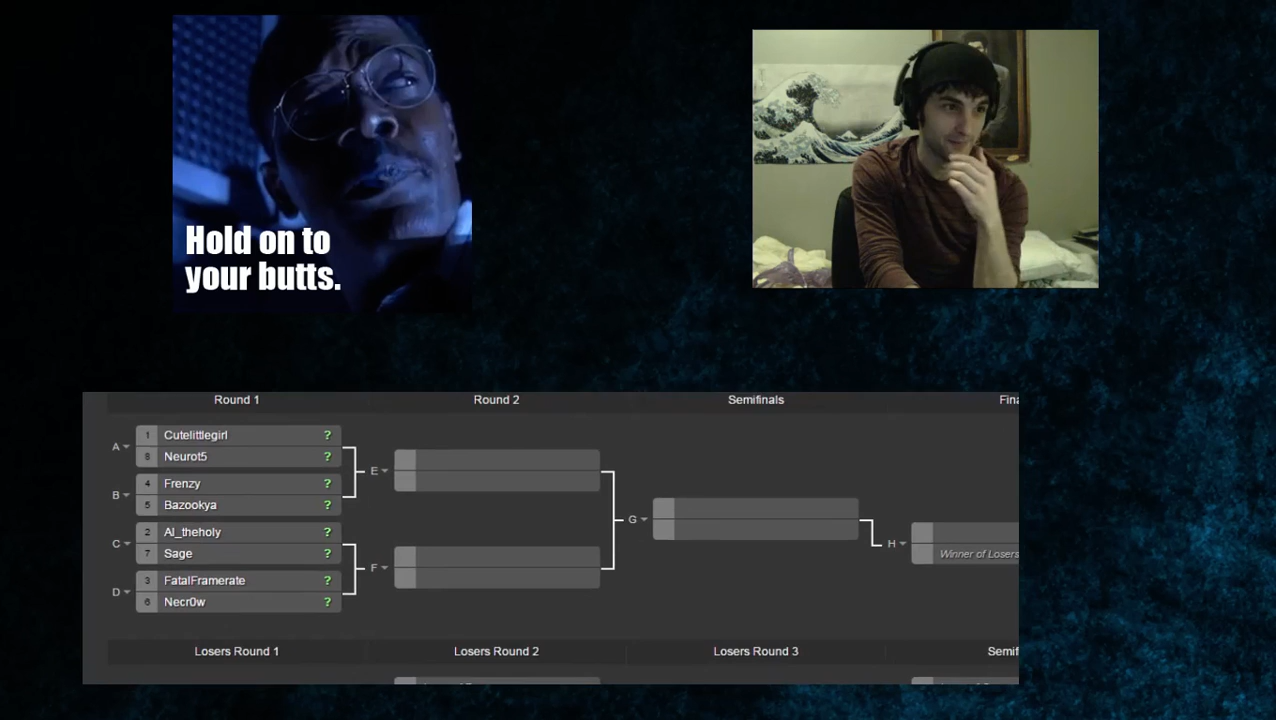 Hold on to
your butts.
Round 1
Round 2
Semifinals
Fina
A
1 Cutelittlegirl ?
8 Neurot5 ?
B
4 Frenzy ?
5 Bazookya ?
C
2 Al_theholy ?
7 Sage ?
D
3 FatalFramerate ?
6 Necr0w ?
E
F
G
H
Winner of Losers
Losers Round 1
Losers Round 2
Losers Round 3
Semif